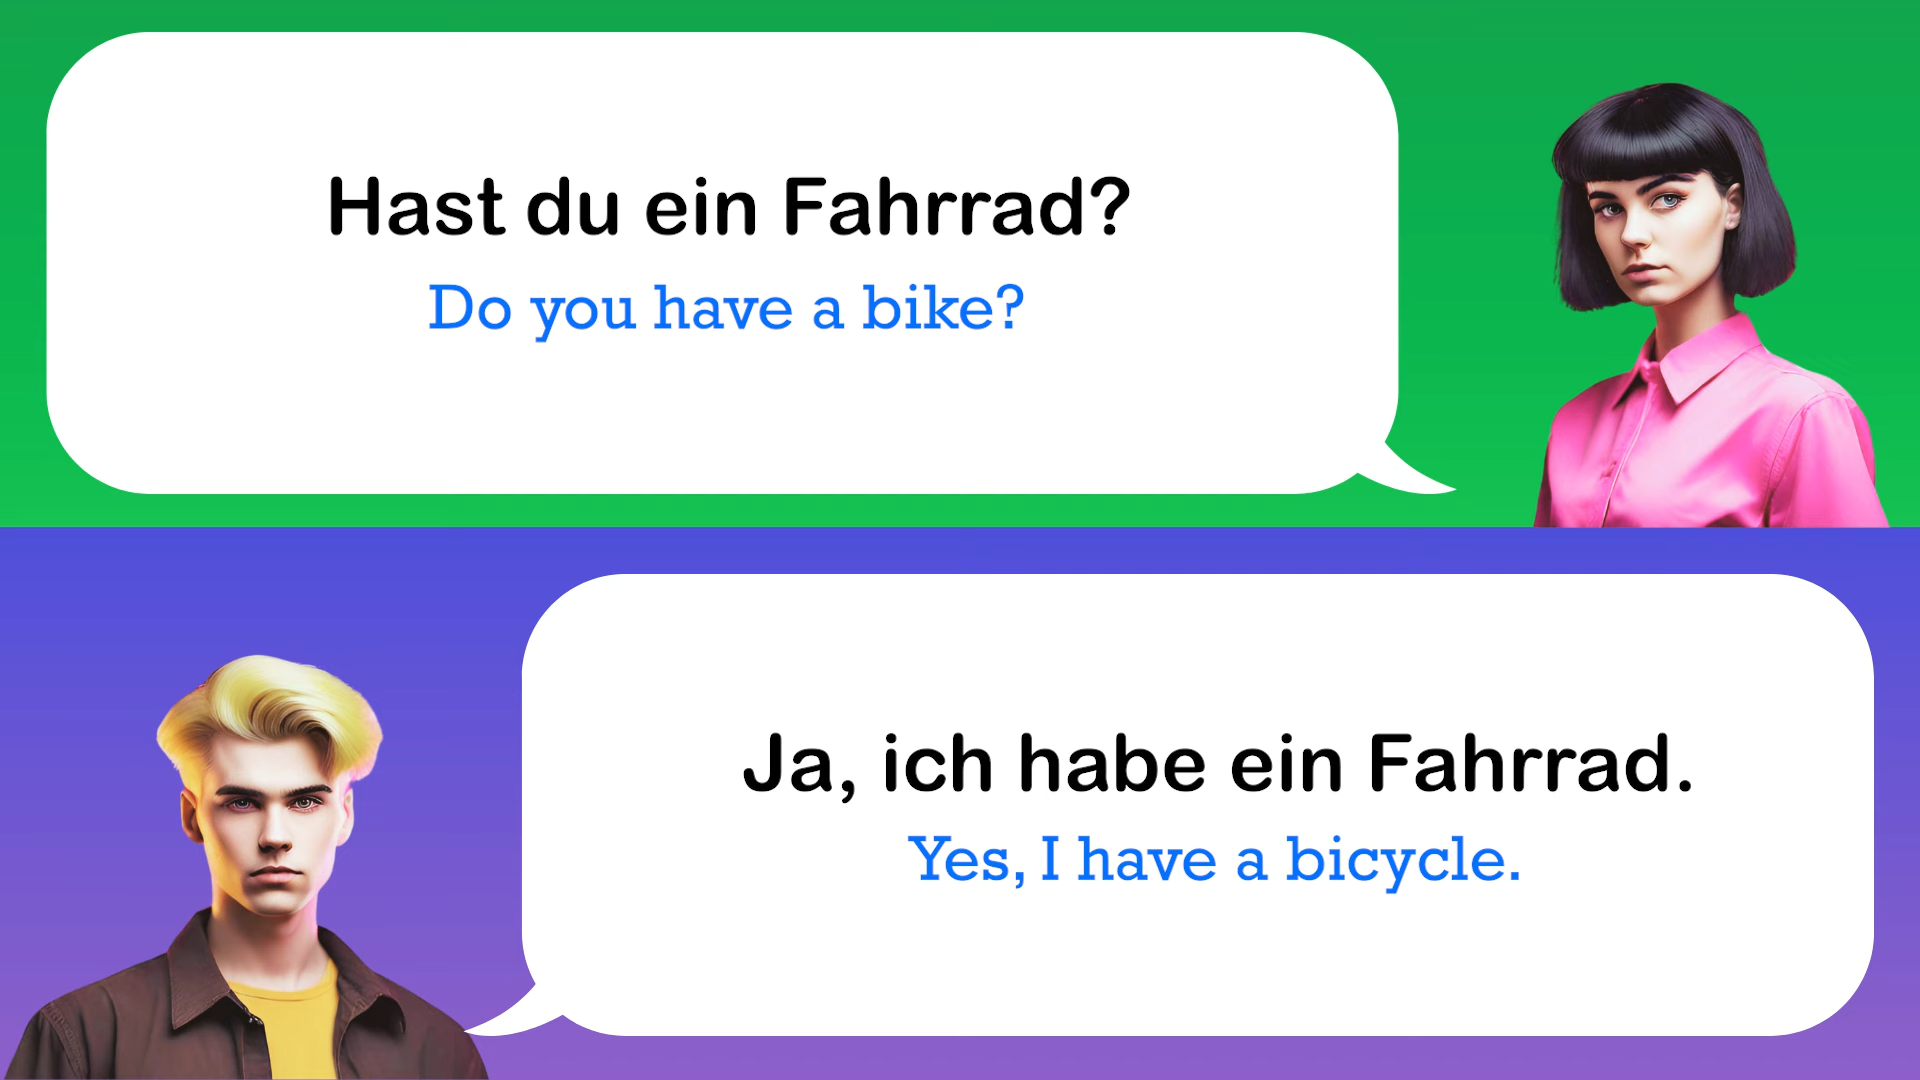 Hast du ein Fahrrad?
Do you have a bike?
Ja, ich habe ein Fahrrad.
Yes, I have a bicycle.